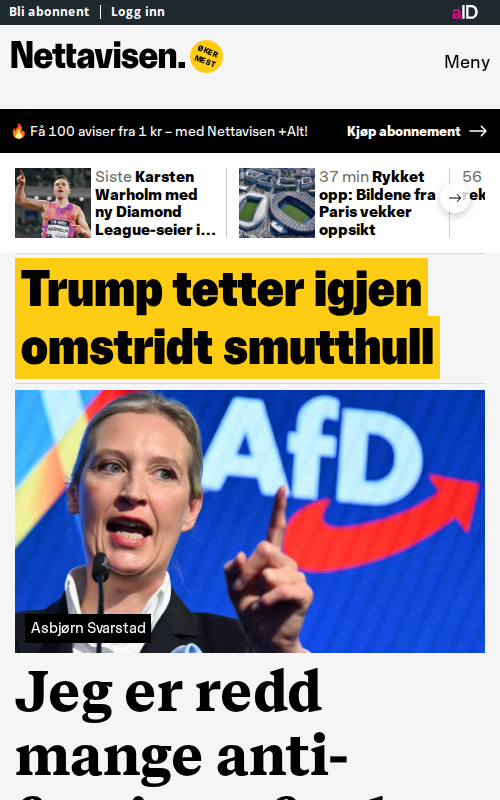 Bli abonnent | Logg inn
aID
Nettavisen.
ØKER
MEST
Meny
Få 100 aviser fra 1 kr – med Nettavisen +Alt!
Kjøp abonnement
Siste Karsten
Warholm med
ny Diamond
League-seier i...
37 min Rykket
opp: Bildene fra
Paris vekker
oppsikt
56
Trump tetter igjen
omstridt smutthull
AfD
Asbjørn Svarstad
Jeg er redd
mange anti-